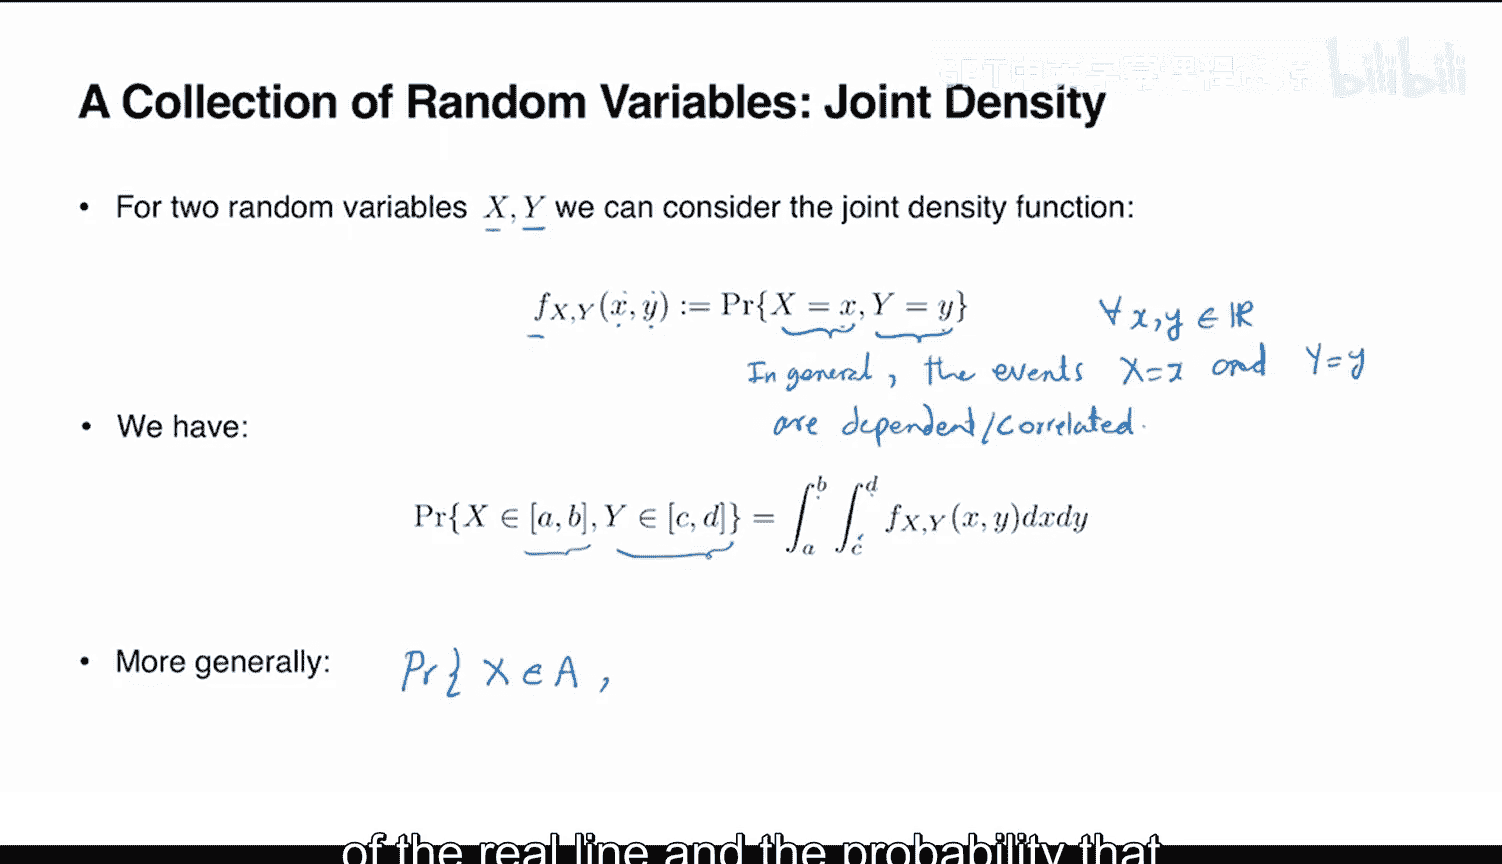 bilibili
A Collection of Random Variables: Joint Density
• For two random variables X, Y we can consider the joint density function:
f_{X,Y}(x, y) := Pr{X = x, Y = y} ∀ x, y ∈ ℝ
In general, the events X=x and Y=y
are dependent/correlated.
• We have:
Pr{X ∈ [a, b], Y ∈ [c, d]} = ∫_a^b ∫_c^d f_{X,Y}(x, y)dxdy
• More generally: Pr{ X ∈ A ,
of the real line and the probability that